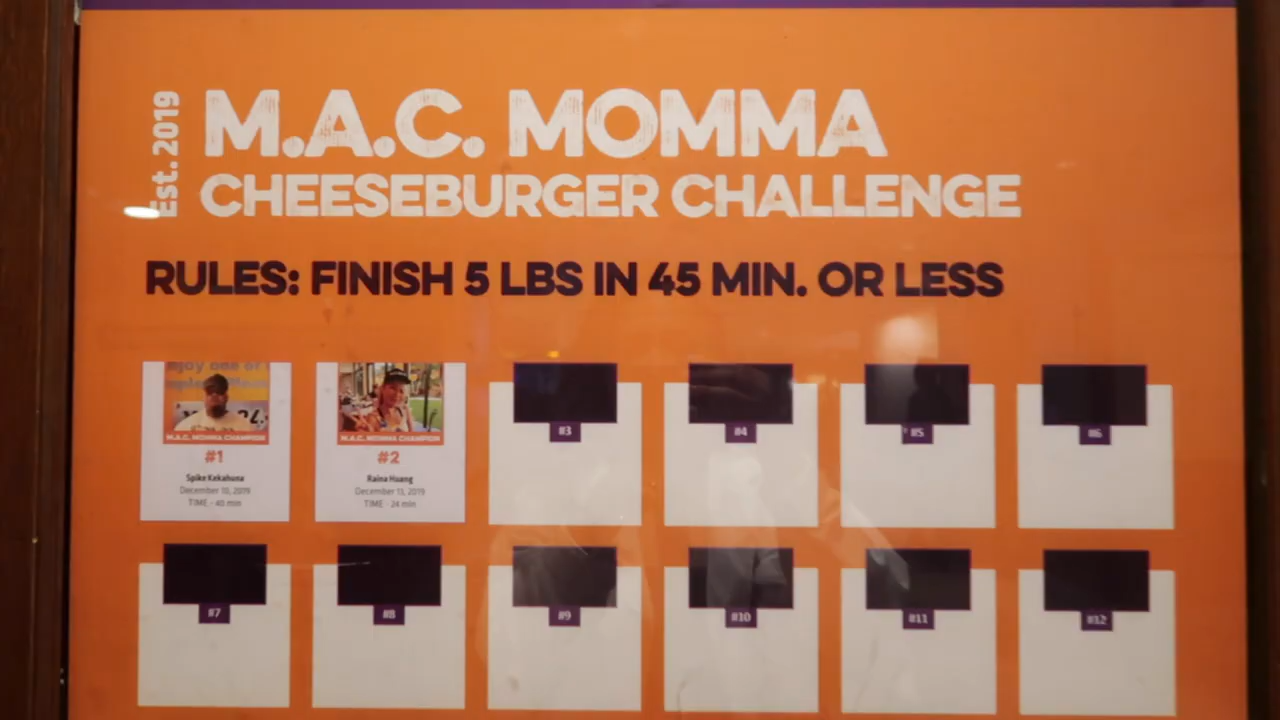 Est. 2019
M.A.C. MOMMA
CHEESEBURGER CHALLENGE
RULES: FINISH 5 LBS IN 45 MIN. OR LESS
M.A.C. MOMMA CHAMPION
#1
Spike Kekahuna
December 10, 2019
TIME - 40 min
M.A.C. MOMMA CHAMPION
#2
Raina Huang
December 13, 2019
TIME - 24 min
#3
#4
#5
#6
#7
#8
#9
#10
#11
#12